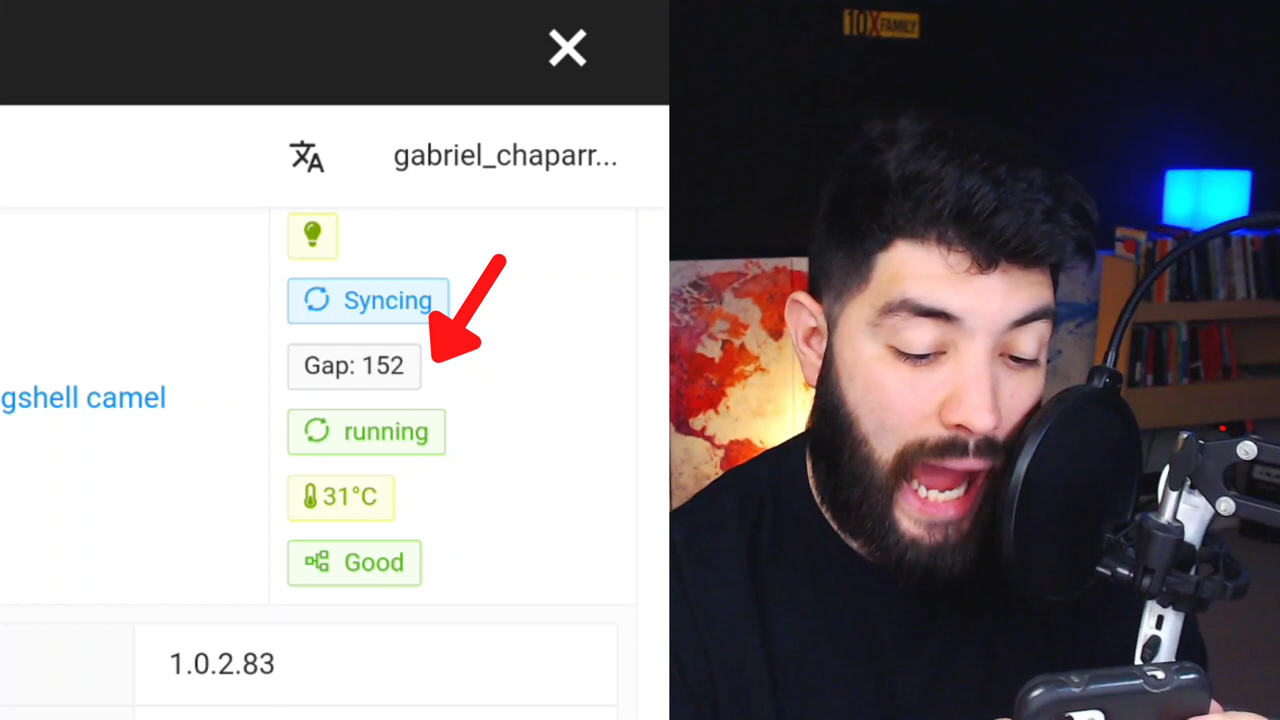 gabriel_chaparr...
Syncing
Gap: 152
gshell camel
running
31°C
Good
1.0.2.83
10X FAMILY